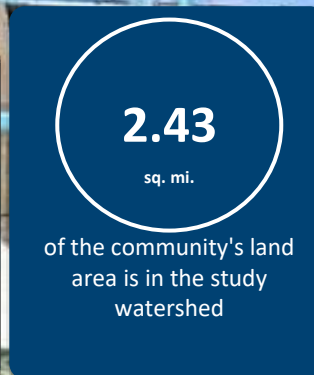 2.43
sq. mi.
of the community's land
area is in the study
watershed